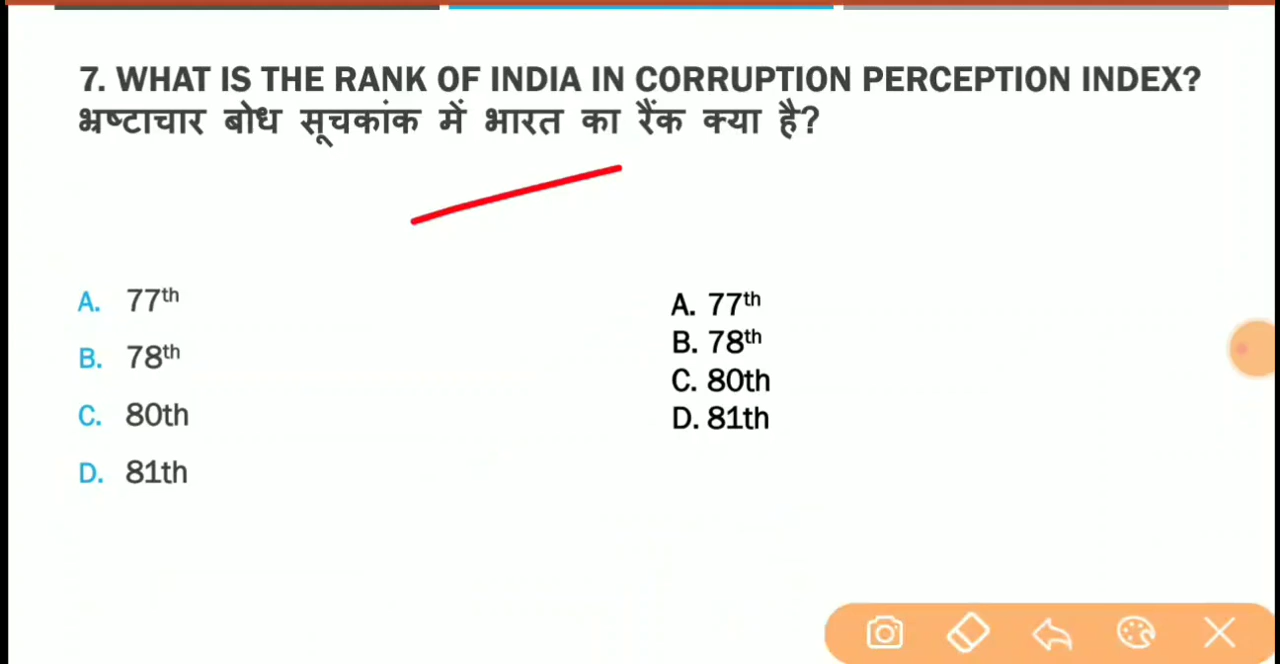 7. WHAT IS THE RANK OF INDIA IN CORRUPTION PERCEPTION INDEX?
भ्रष्टाचार बोध सूचकांक में भारत का रैंक क्या है?
A. 77th
B. 78th
C. 80th
D. 81th
A. 77th
B. 78th
C. 80th
D. 81th